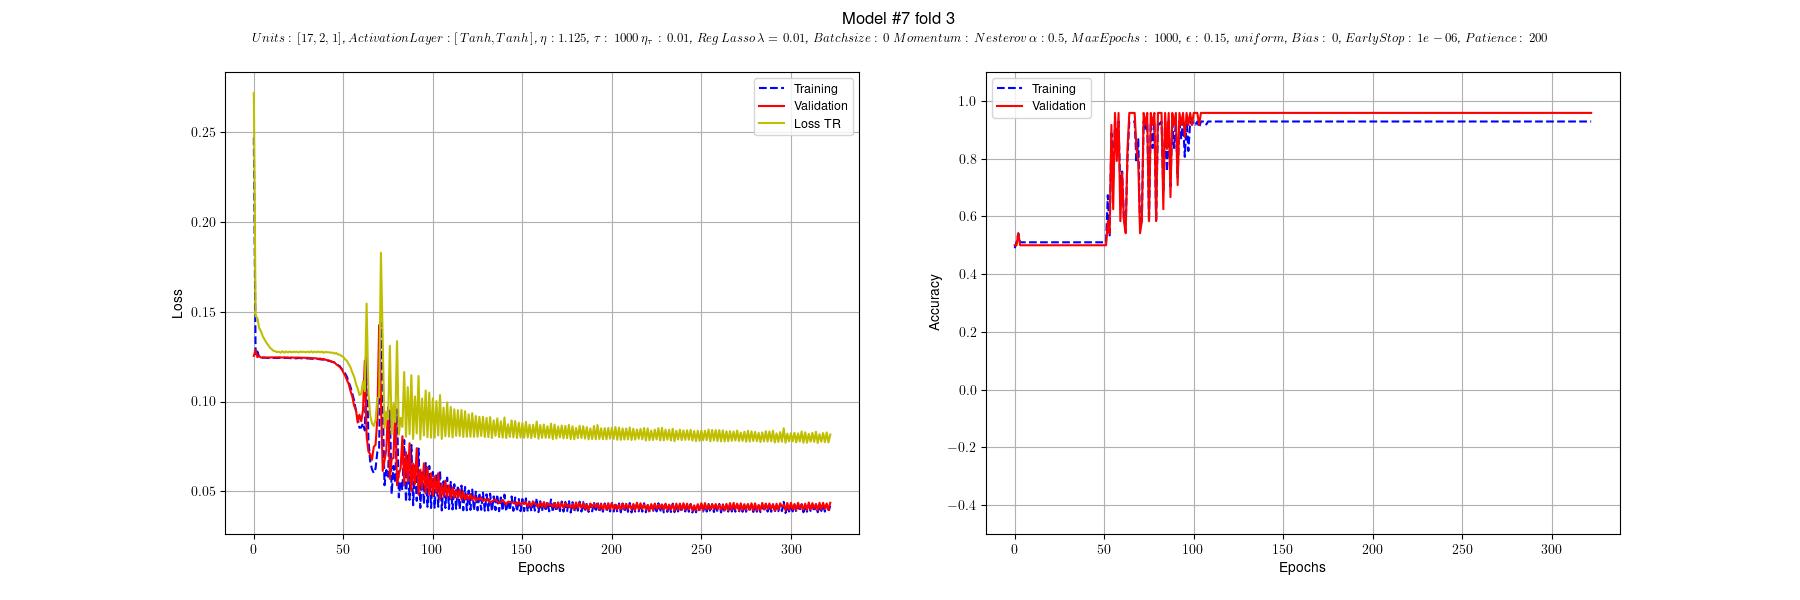 Model #7 fold 3
Units : [17, 2, 1], ActivationLayer : [Tanh, Tanh], η : 1.125, τ : 1000 η_τ : 0.01, Reg Lasso λ = 0.01, Batchsize : 0 Momentum : Nesterov α : 0.5, MaxEpochs : 1000, ϵ : 0.15, uniform, Bias : 0, EarlyStop : 1e − 06, Patience : 200
Training
Validation
Loss TR
Loss
0.25
0.20
0.15
0.10
0.05
0 50 100 150 200 250 300
Epochs
Training
Validation
Accuracy
1.0
0.8
0.6
0.4
0.2
0.0
−0.2
−0.4
0 50 100 150 200 250 300
Epochs